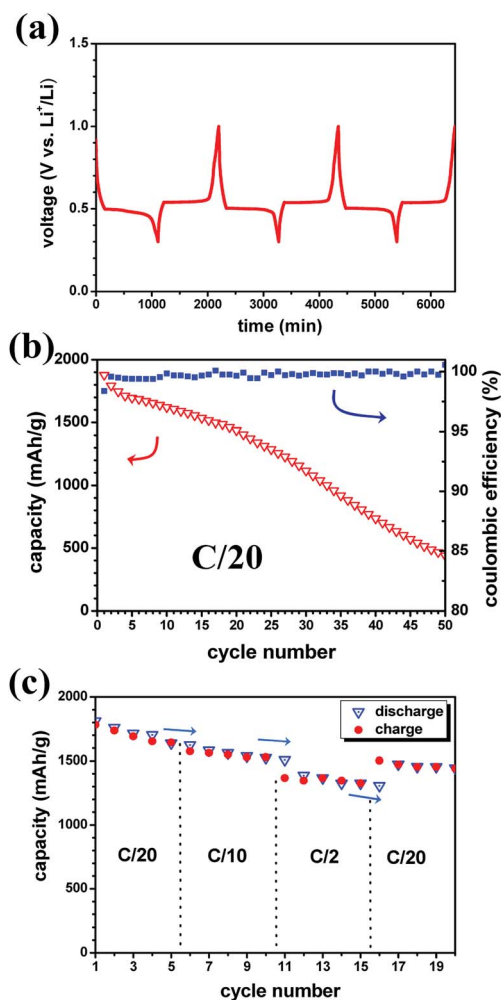 (a)
1.5
1.0
0.5
0.0
voltage (V vs. Li⁺/Li)
0 1000 2000 3000 4000 5000 6000
time (min)
(b)
2000
1500
1000
500
0
capacity (mAh/g)
100
95
90
85
80
coulombic efficiency (%)
C/20
0 5 10 15 20 25 30 35 40 45 50
cycle number
(c)
2000
1500
1000
500
0
capacity (mAh/g)
discharge
charge
C/20 C/10 C/2 C/20
1 3 5 7 9 11 13 15 17 19
cycle number